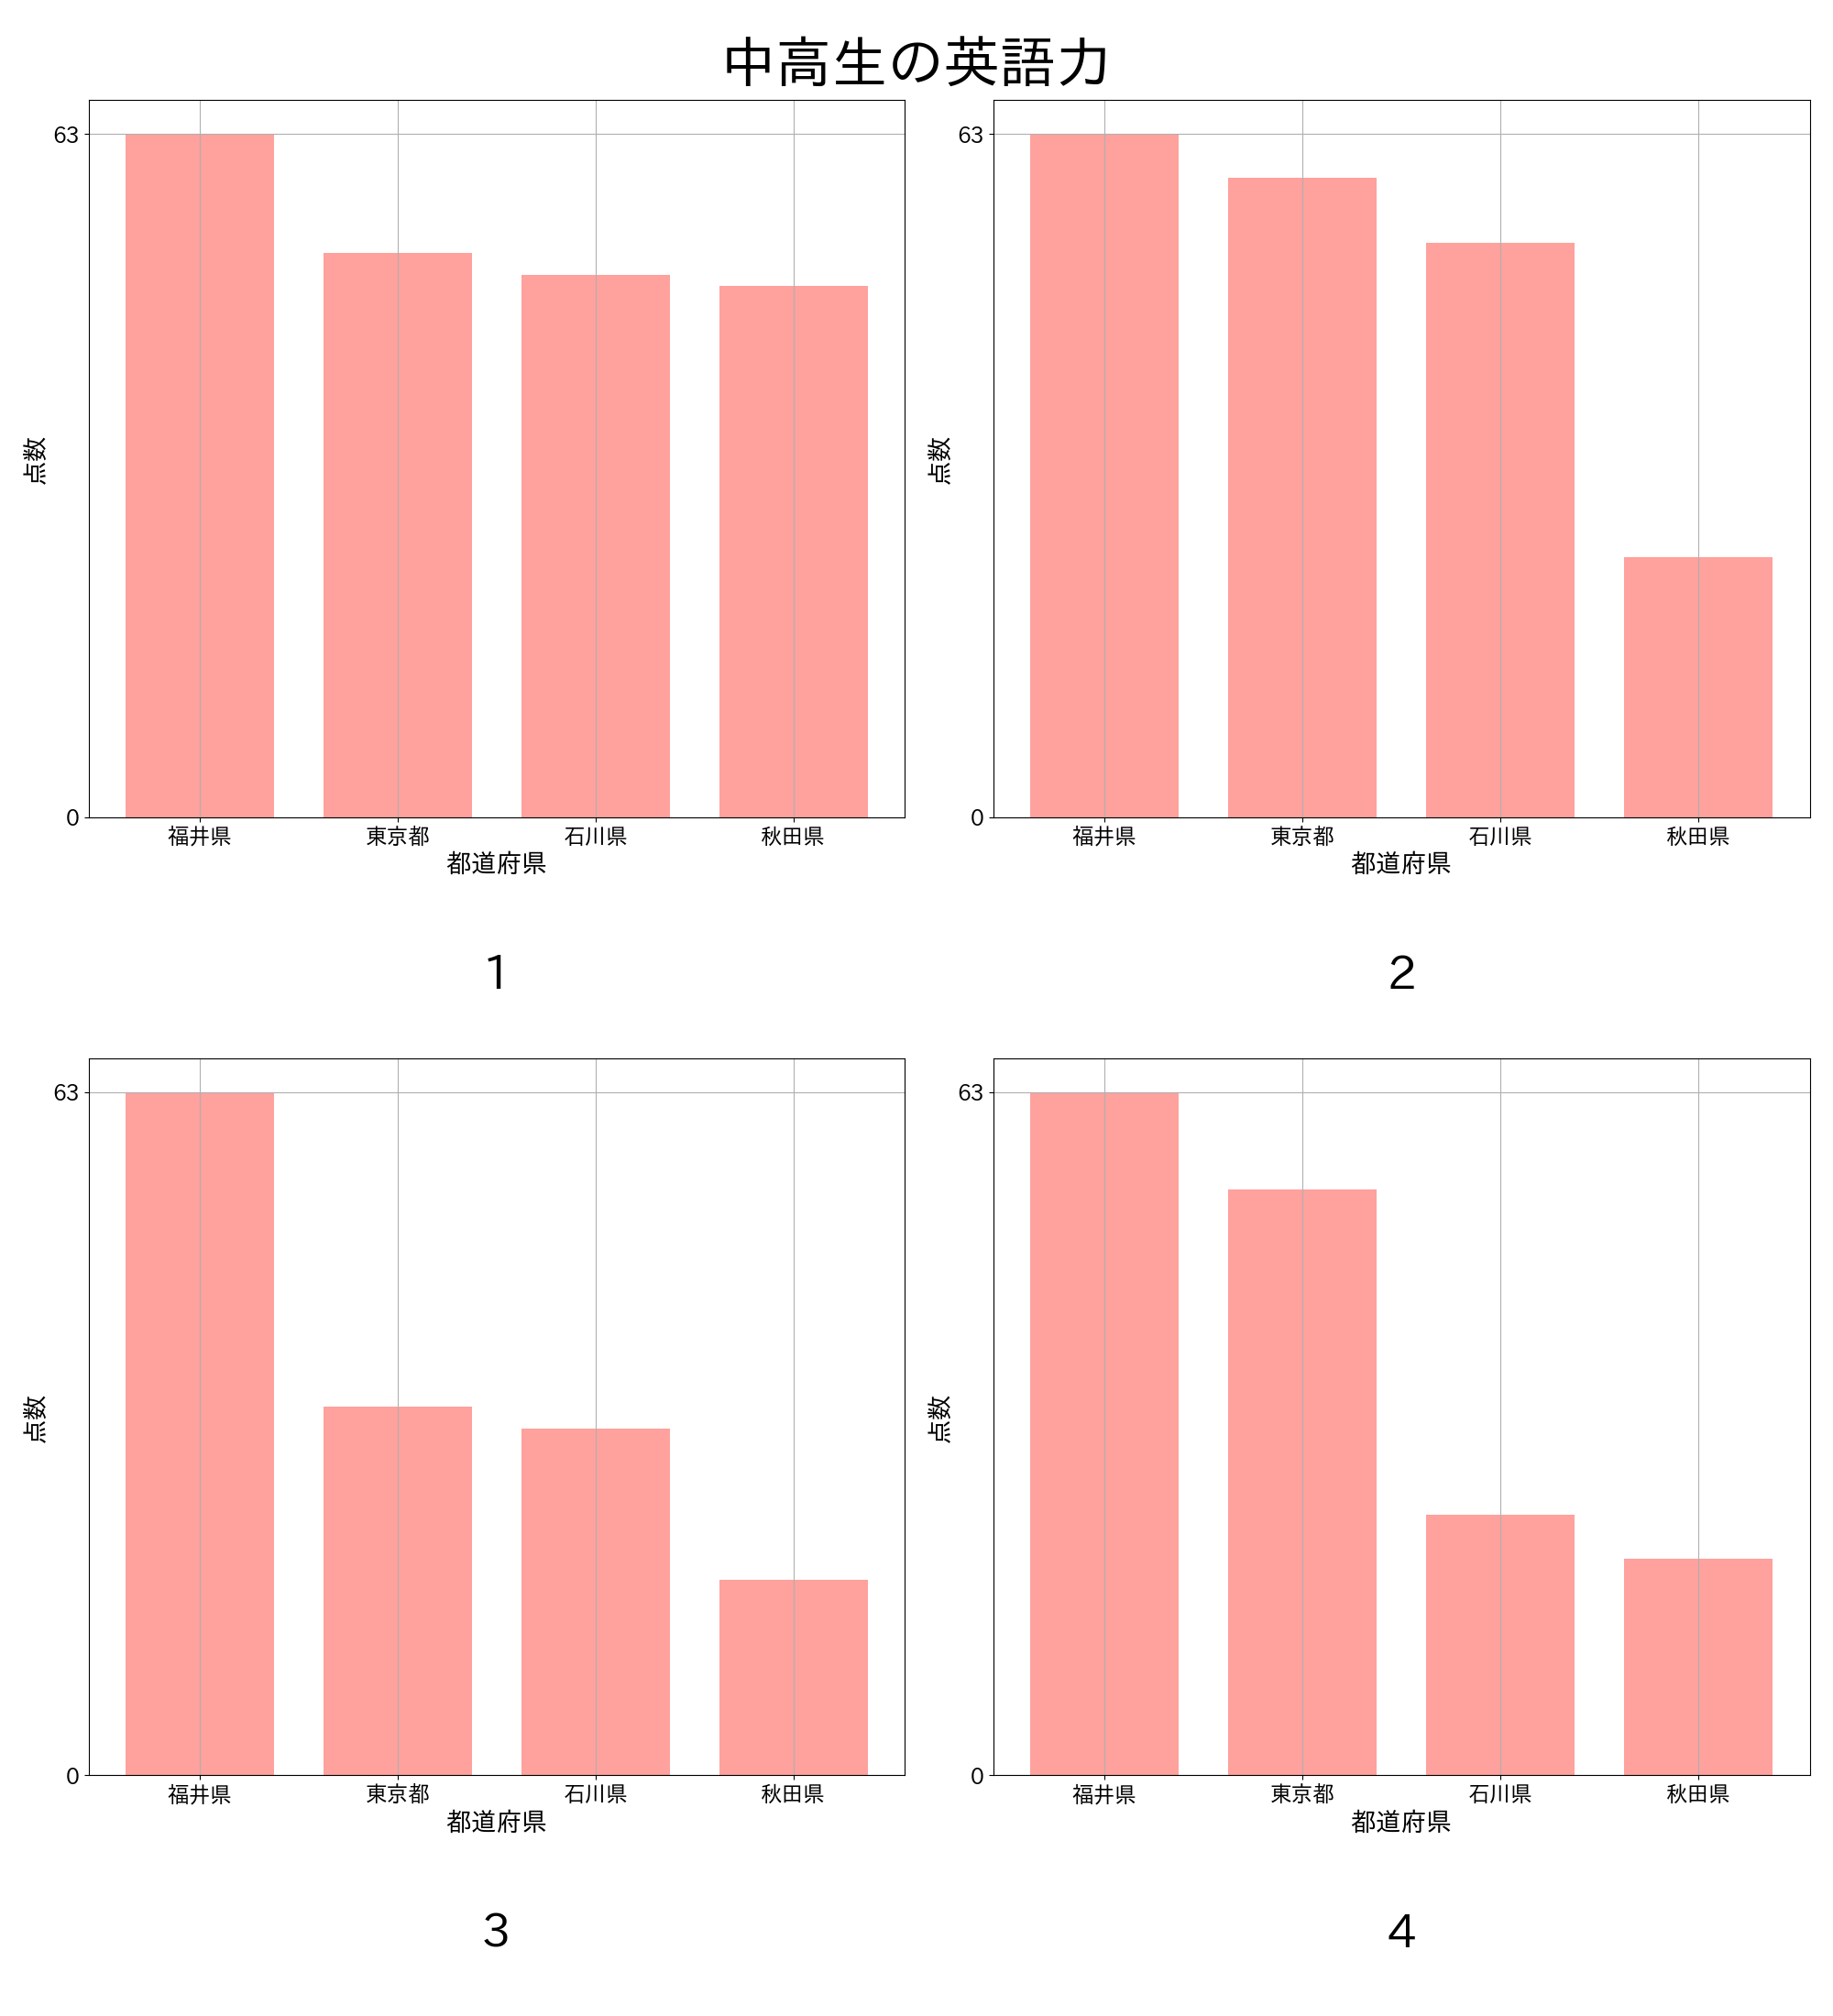 中高生の英語力
63
点数
0
福井県 東京都 石川県 秋田県
都道府県
1
63
点数
0
福井県 東京都 石川県 秋田県
都道府県
2
63
点数
0
福井県 東京都 石川県 秋田県
都道府県
3
63
点数
0
福井県 東京都 石川県 秋田県
都道府県
4